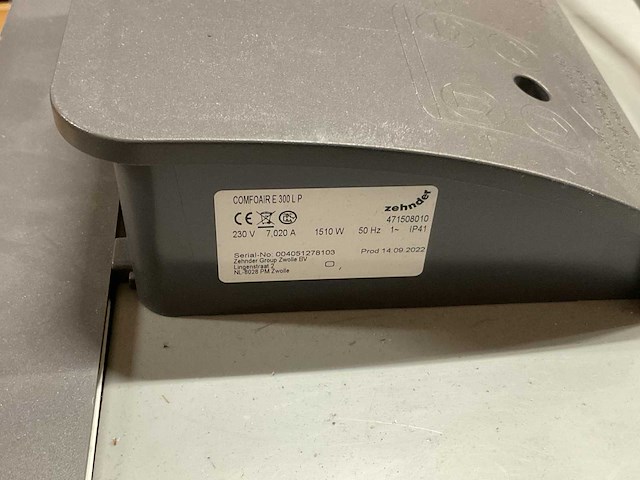 COMFOAIR E 300 L P
zehnder
471508010
230 V 7,020 A 1510 W 50 Hz 1~ IP41
Serial-No: 004051278103 Prod 14.09.2022
Zehnder Group Zwolle BV
Lingenstraat 2
NL-8028 PM Zwolle